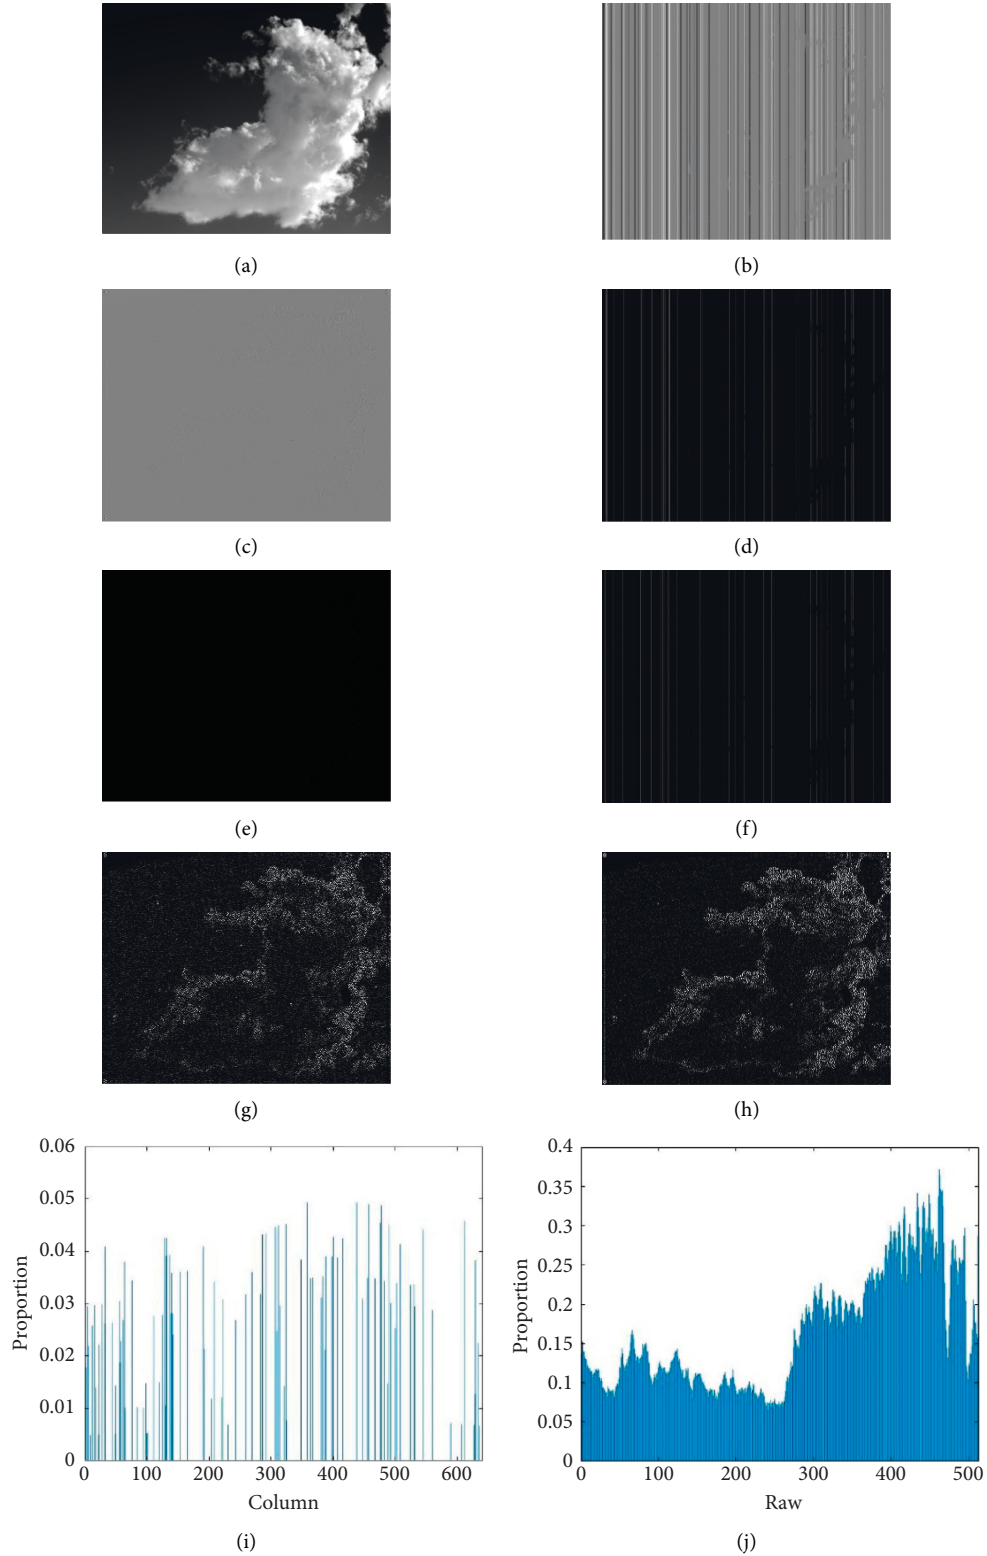 (a)
(b)
(c)
(d)
(e)
(f)
(g)
(h)
0.06
0.05
0.04
0.03
0.02
0.01
0
Proportion
0 100 200 300 400 500 600
Column
(i)
0.4
0.35
0.3
0.25
0.2
0.15
0.1
0.05
0
Proportion
0 100 200 300 400 500
Raw
(j)